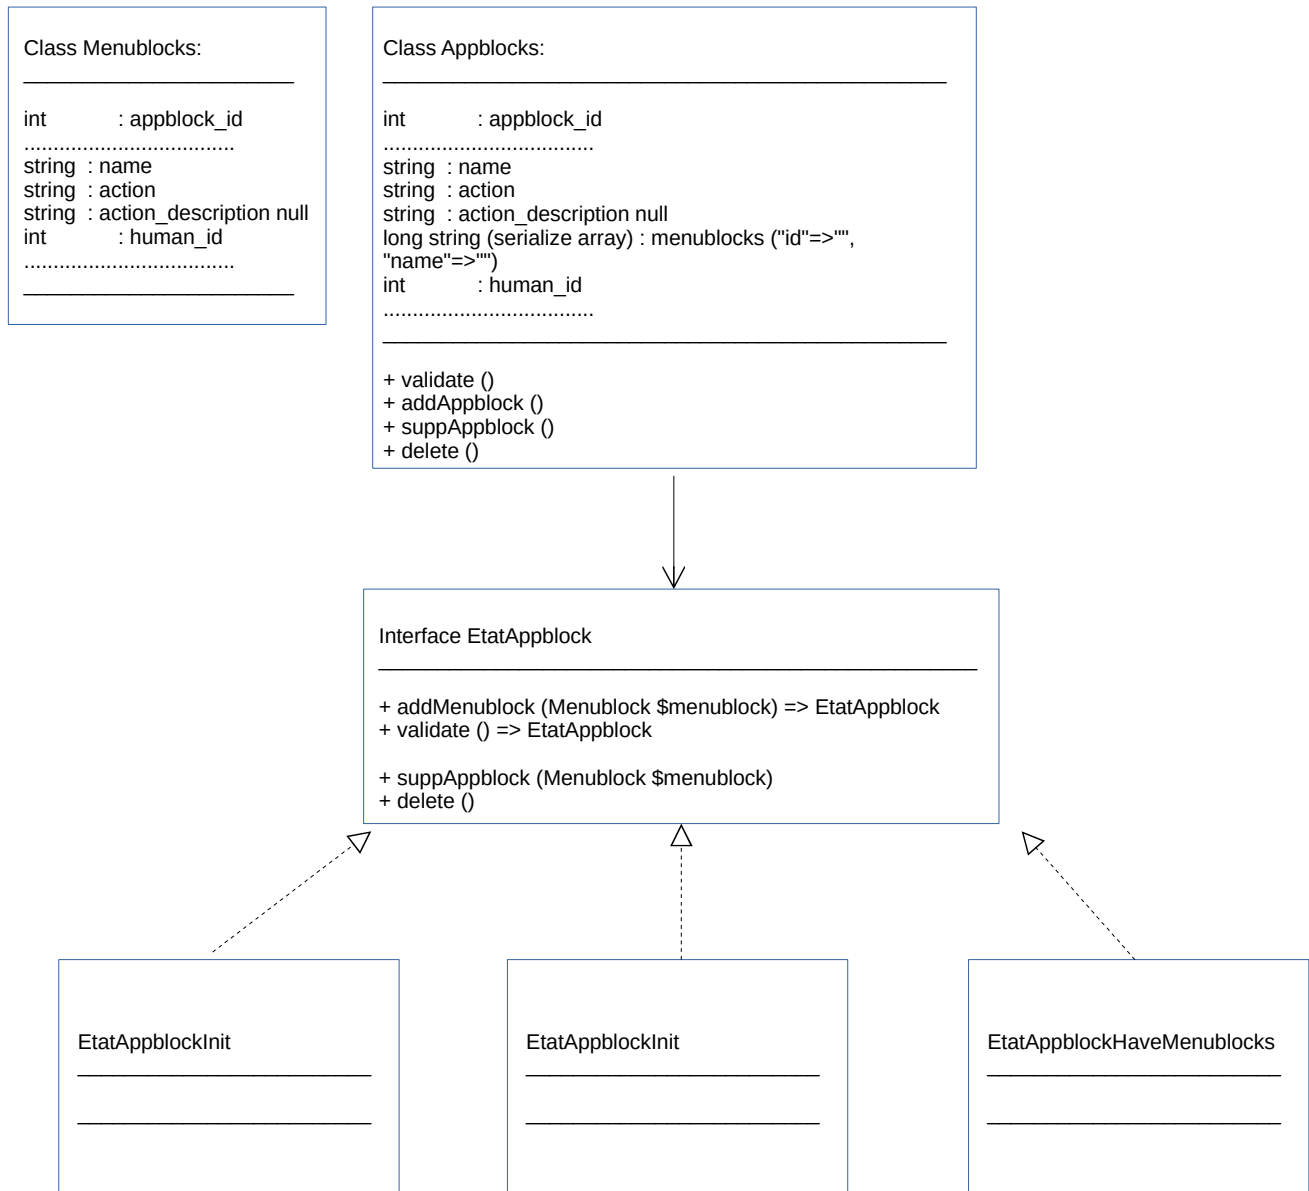 Class Menublocks:
int : appblock_id
....................................
string : name
string : action
string : action_description null
int : human_id
....................................
Class Appblocks:
int : appblock_id
....................................
string : name
string : action
string : action_description null
long string (serialize array) : menublocks ("id"=>"",
"name"=>"")
int : human_id
....................................
+ validate ()
+ addAppblock ()
+ suppAppblock ()
+ delete ()
Interface EtatAppblock
+ addMenublock (Menublock $menublock) => EtatAppblock
+ validate () => EtatAppblock
+ suppAppblock (Menublock $menublock)
+ delete ()
EtatAppblockInit
EtatAppblockInit
EtatAppblockHaveMenublocks